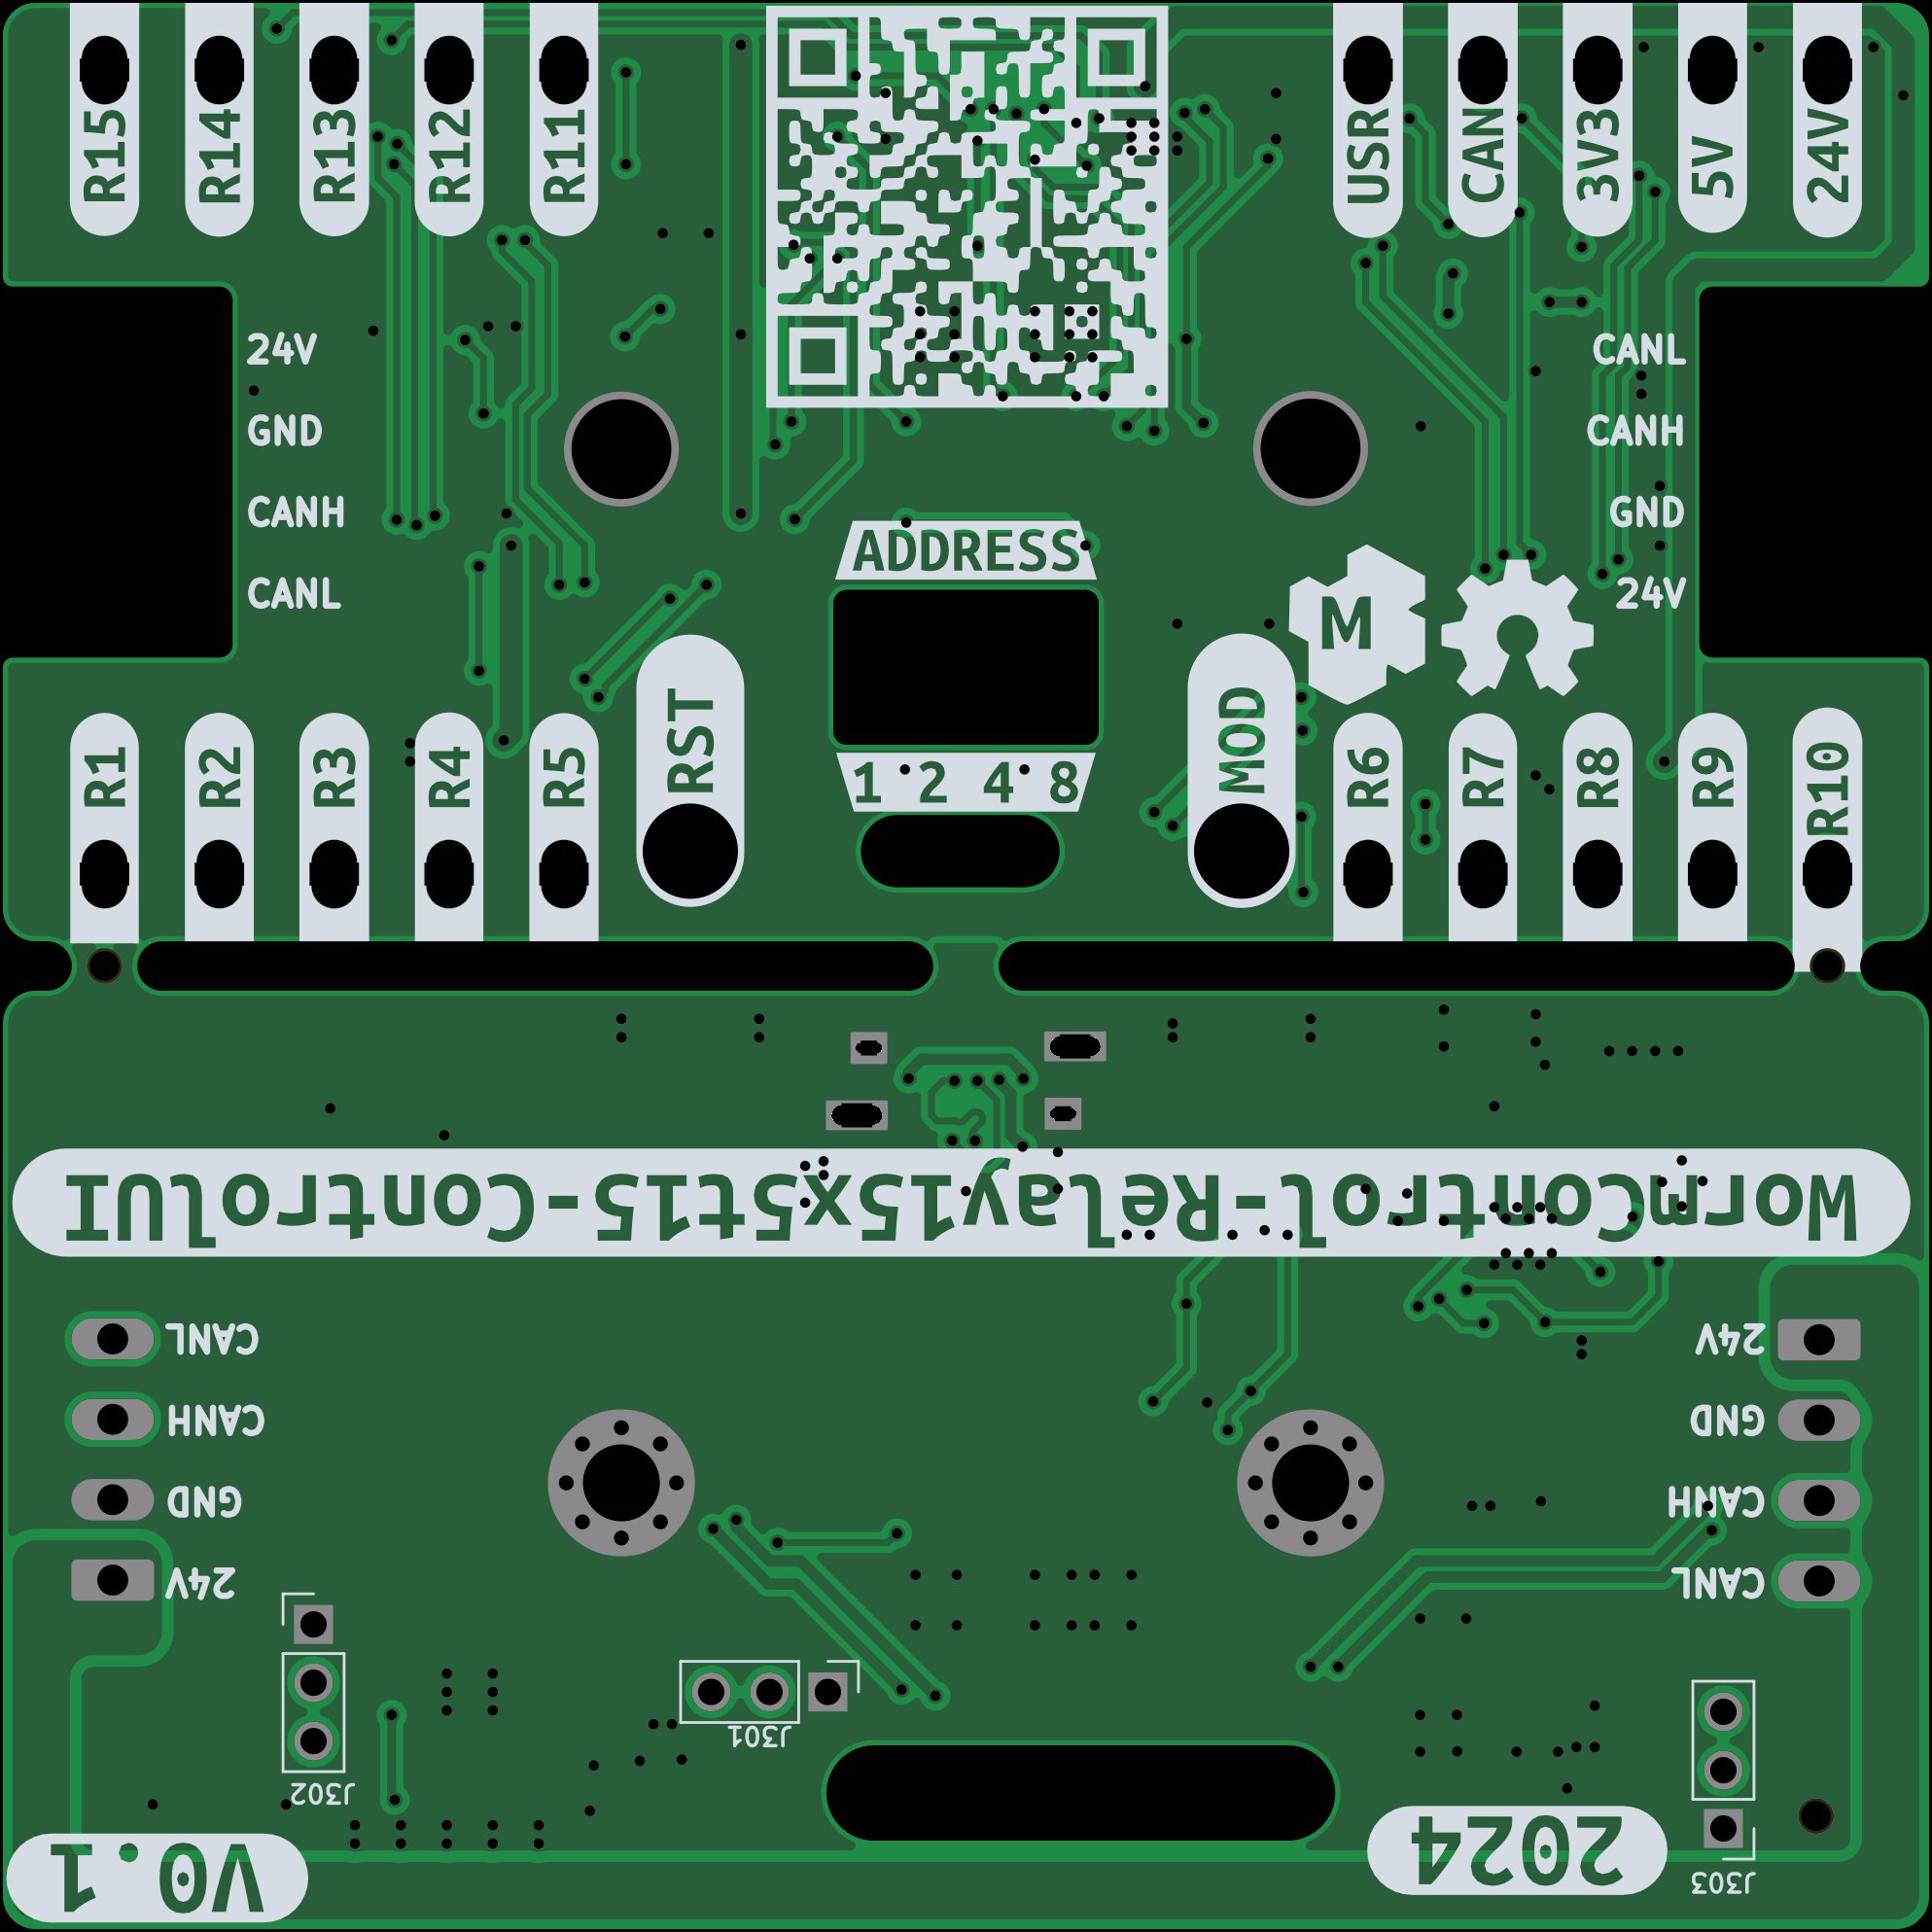 R15 R14 R13 R12 R11 USR CAN 3V3 5V 24V
24V CANL
GND CANH
CANH GND
CANL 24V
ADDRESS
M
1 2 4 8
RST MOD
R1 R2 R3 R4 R5 R6 R7 R8 R9 R10
WormControl-Relay15x5t15-ControlUI
CANL 24V
CANH GND
GND CANH
24V CANL
J301
J302
J303
V0.1 2024